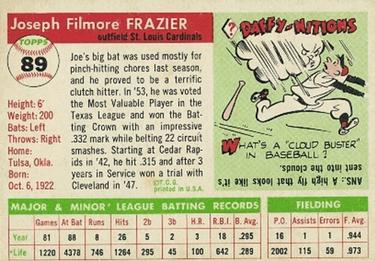 Joseph Filmore FRAZIER
outfield St. Louis Cardinals
TOPPS
89
Height: 6'
Weight: 200
Bats: Left
Throws: Right
Home:
Tulsa, Okla.
Born:
Oct. 6, 1922
Joe's big bat was used mostly for
pinch-hitting chores last season,
and he proved to be a terrific
clutch hitter. In '53, he was voted
the Most Valuable Player in the
Texas League and won the Bat-
ting Crown with an impressive
.332 mark while belting 22 circuit
smashes. Starting at Cedar Rap-
ids in '42, he hit .315 and after 3
years in Service won a trial with
Cleveland in '47.
©T.C.G.
printed in U.S.A.
? DAFFY-NITIONS
WHAT'S A "CLOUD BUSTER"
IN BASEBALL?
ANS.: A high fly that looks like it's
sent into the clouds.
MAJOR & MINOR LEAGUE BATTING RECORDS
Games At Bat Runs Hits 2b 3b H.R. R.B.I. B. Avg.
Year 81 88 8 26 5 2 3 18 .295
Life 1220 4378 746 1264 295 45 100 642 .289
FIELDING
P.O. Assists Errors F. Avg.
16 1 1 .944
2002 115 59 .973